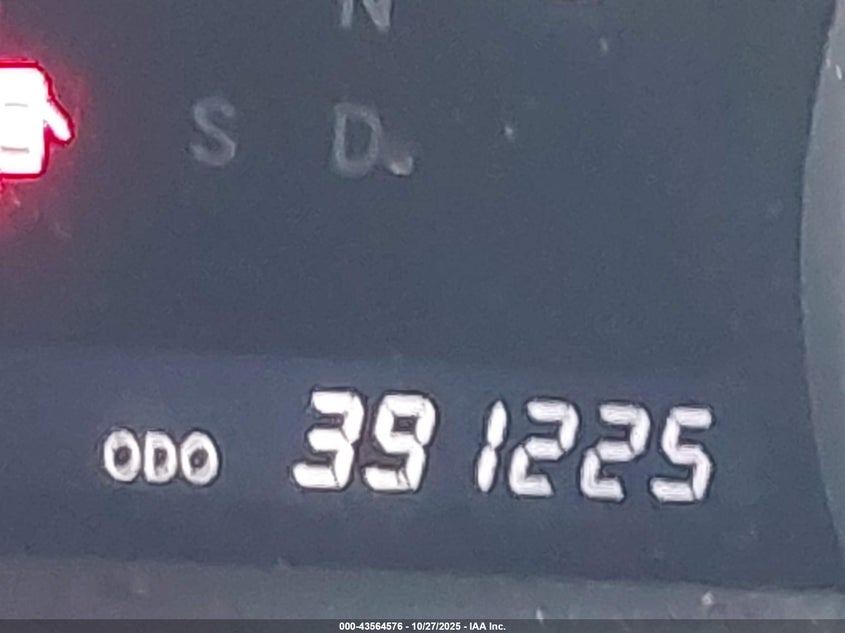 N
S D
ODO 391225
000-43564576 - 10/27/2025 - IAA Inc.